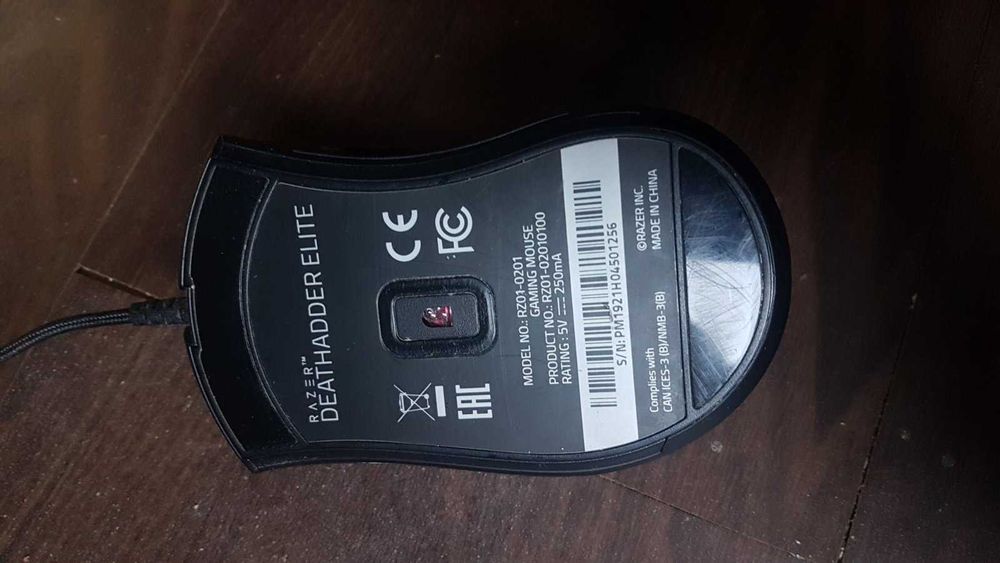 RAZER™
DEATHADDER ELITE
CE
FC
EAC
MODEL NO.: RZ01-0201
GAMING MOUSE
PRODUCT NO.: RZ01-02010100
RATING : 5V ⎓ 250mA
S/N: PM1921H04501256
Complies with
CAN ICES-3 (B)/NMB-3(B)
©RAZER INC.
MADE IN CHINA